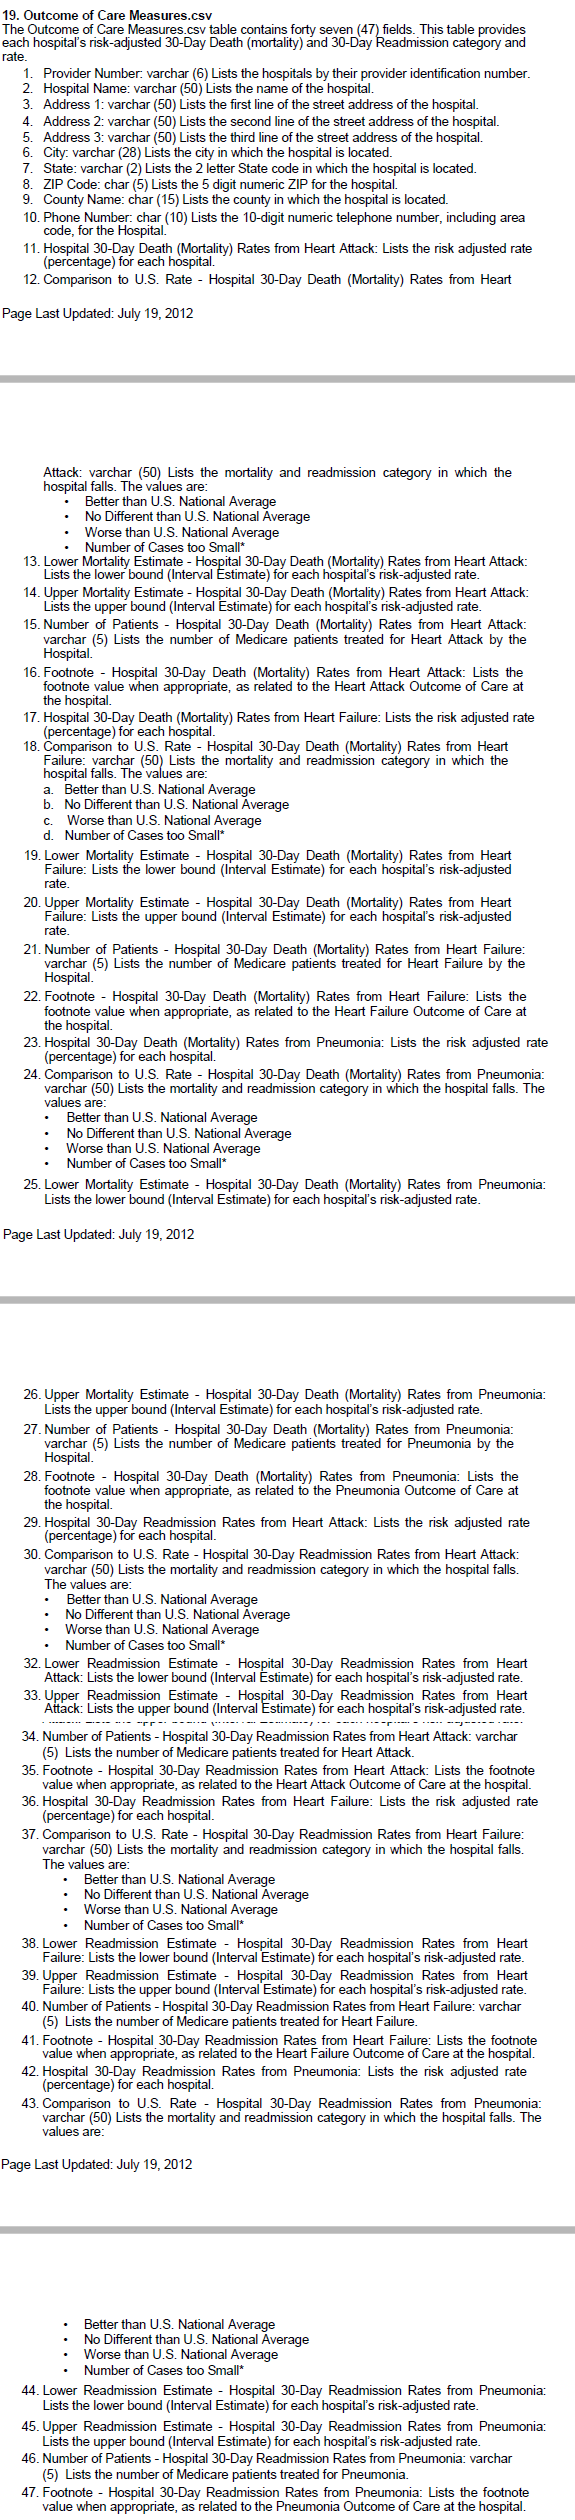 19. Outcome of Care Measures.csv
The Outcome of Care Measures.csv table contains forty seven (47) fields. This table provides
each hospital's risk-adjusted 30-Day Death (mortality) and 30-Day Readmission category and
rate.
1. Provider Number: varchar (6) Lists the hospitals by their provider identification number.
2. Hospital Name: varchar (50) Lists the name of the hospital.
3. Address 1: varchar (50) Lists the first line of the street address of the hospital.
4. Address 2: varchar (50) Lists the second line of the street address of the hospital.
5. Address 3: varchar (50) Lists the third line of the street address of the hospital.
6. City: varchar (28) Lists the city in which the hospital is located.
7. State: varchar (2) Lists the 2 letter State code in which the hospital is located.
8. ZIP Code: char (5) Lists the 5 digit numeric ZIP for the hospital.
9. County Name: char (15) Lists the county in which the hospital is located.
10. Phone Number: char (10) Lists the 10-digit numeric telephone number, including area
code, for the Hospital.
11. Hospital 30-Day Death (Mortality) Rates from Heart Attack: Lists the risk adjusted rate
(percentage) for each hospital.
12. Comparison to U.S. Rate - Hospital 30-Day Death (Mortality) Rates from Heart
Page Last Updated: July 19, 2012
Attack: varchar (50) Lists the mortality and readmission category in which the
hospital falls. The values are:
• Better than U.S. National Average
• No Different than U.S. National Average
• Worse than U.S. National Average
• Number of Cases too Small*
13. Lower Mortality Estimate - Hospital 30-Day Death (Mortality) Rates from Heart Attack:
Lists the lower bound (Interval Estimate) for each hospital's risk-adjusted rate.
14. Upper Mortality Estimate - Hospital 30-Day Death (Mortality) Rates from Heart Attack:
Lists the upper bound (Interval Estimate) for each hospital's risk-adjusted rate.
15. Number of Patients - Hospital 30-Day Death (Mortality) Rates from Heart Attack:
varchar (5) Lists the number of Medicare patients treated for Heart Attack by the
Hospital.
16. Footnote - Hospital 30-Day Death (Mortality) Rates from Heart Attack: Lists the
footnote value when appropriate, as related to the Heart Attack Outcome of Care at
the hospital.
17. Hospital 30-Day Death (Mortality) Rates from Heart Failure: Lists the risk adjusted rate
(percentage) for each hospital.
18. Comparison to U.S. Rate - Hospital 30-Day Death (Mortality) Rates from Heart
Failure: varchar (50) Lists the mortality and readmission category in which the
hospital falls. The values are:
a. Better than U.S. National Average
b. No Different than U.S. National Average
c. Worse than U.S. National Average
d. Number of Cases too Small*
19. Lower Mortality Estimate - Hospital 30-Day Death (Mortality) Rates from Heart
Failure: Lists the lower bound (Interval Estimate) for each hospital's risk-adjusted
rate.
20. Upper Mortality Estimate - Hospital 30-Day Death (Mortality) Rates from Heart
Failure: Lists the upper bound (Interval Estimate) for each hospital's risk-adjusted
rate.
21. Number of Patients - Hospital 30-Day Death (Mortality) Rates from Heart Failure:
varchar (5) Lists the number of Medicare patients treated for Heart Failure by the
Hospital.
22. Footnote - Hospital 30-Day Death (Mortality) Rates from Heart Failure: Lists the
footnote value when appropriate, as related to the Heart Failure Outcome of Care at
the hospital.
23. Hospital 30-Day Death (Mortality) Rates from Pneumonia: Lists the risk adjusted rate
(percentage) for each hospital.
24. Comparison to U.S. Rate - Hospital 30-Day Death (Mortality) Rates from Pneumonia:
varchar (50) Lists the mortality and readmission category in which the hospital falls. The
values are:
• Better than U.S. National Average
• No Different than U.S. National Average
• Worse than U.S. National Average
• Number of Cases too Small*
25. Lower Mortality Estimate - Hospital 30-Day Death (Mortality) Rates from Pneumonia:
Lists the lower bound (Interval Estimate) for each hospital's risk-adjusted rate.
Page Last Updated: July 19, 2012
26. Upper Mortality Estimate - Hospital 30-Day Death (Mortality) Rates from Pneumonia:
Lists the upper bound (Interval Estimate) for each hospital's risk-adjusted rate.
27. Number of Patients - Hospital 30-Day Death (Mortality) Rates from Pneumonia:
varchar (5) Lists the number of Medicare patients treated for Pneumonia by the
Hospital.
28. Footnote - Hospital 30-Day Death (Mortality) Rates from Pneumonia: Lists the
footnote value when appropriate, as related to the Pneumonia Outcome of Care at
the hospital.
29. Hospital 30-Day Readmission Rates from Heart Attack: Lists the risk adjusted rate
(percentage) for each hospital.
30. Comparison to U.S. Rate - Hospital 30-Day Readmission Rates from Heart Attack:
varchar (50) Lists the mortality and readmission category in which the hospital falls.
The values are:
• Better than U.S. National Average
• No Different than U.S. National Average
• Worse than U.S. National Average
• Number of Cases too Small*
32. Lower Readmission Estimate - Hospital 30-Day Readmission Rates from Heart
Attack: Lists the lower bound (Interval Estimate) for each hospital's risk-adjusted rate.
33. Upper Readmission Estimate - Hospital 30-Day Readmission Rates from Heart
Attack: Lists the upper bound (Interval Estimate) for each hospital's risk-adjusted rate.
34. Number of Patients - Hospital 30-Day Readmission Rates from Heart Attack: varchar
(5) Lists the number of Medicare patients treated for Heart Attack.
35. Footnote - Hospital 30-Day Readmission Rates from Heart Attack: Lists the footnote
value when appropriate, as related to the Heart Attack Outcome of Care at the hospital.
36. Hospital 30-Day Readmission Rates from Heart Failure: Lists the risk adjusted rate
(percentage) for each hospital.
37. Comparison to U.S. Rate - Hospital 30-Day Readmission Rates from Heart Failure:
varchar (50) Lists the mortality and readmission category in which the hospital falls.
The values are:
• Better than U.S. National Average
• No Different than U.S. National Average
• Worse than U.S. National Average
• Number of Cases too Small*
38. Lower Readmission Estimate - Hospital 30-Day Readmission Rates from Heart
Failure: Lists the lower bound (Interval Estimate) for each hospital's risk-adjusted rate.
39. Upper Readmission Estimate - Hospital 30-Day Readmission Rates from Heart
Failure: Lists the upper bound (Interval Estimate) for each hospital's risk-adjusted rate.
40. Number of Patients - Hospital 30-Day Readmission Rates from Heart Failure: varchar
(5) Lists the number of Medicare patients treated for Heart Failure.
41. Footnote - Hospital 30-Day Readmission Rates from Heart Failure: Lists the footnote
value when appropriate, as related to the Heart Failure Outcome of Care at the hospital.
42. Hospital 30-Day Readmission Rates from Pneumonia: Lists the risk adjusted rate
(percentage) for each hospital.
43. Comparison to U.S. Rate - Hospital 30-Day Readmission Rates from Pneumonia:
varchar (50) Lists the mortality and readmission category in which the hospital falls. The
values are:
Page Last Updated: July 19, 2012
• Better than U.S. National Average
• No Different than U.S. National Average
• Worse than U.S. National Average
• Number of Cases too Small*
44. Lower Readmission Estimate - Hospital 30-Day Readmission Rates from Pneumonia:
Lists the lower bound (Interval Estimate) for each hospital's risk-adjusted rate.
45. Upper Readmission Estimate - Hospital 30-Day Readmission Rates from Pneumonia:
Lists the upper bound (Interval Estimate) for each hospital's risk-adjusted rate.
46. Number of Patients - Hospital 30-Day Readmission Rates from Pneumonia: varchar
(5) Lists the number of Medicare patients treated for Pneumonia.
47. Footnote - Hospital 30-Day Readmission Rates from Pneumonia: Lists the footnote
value when appropriate, as related to the Pneumonia Outcome of Care at the hospital.